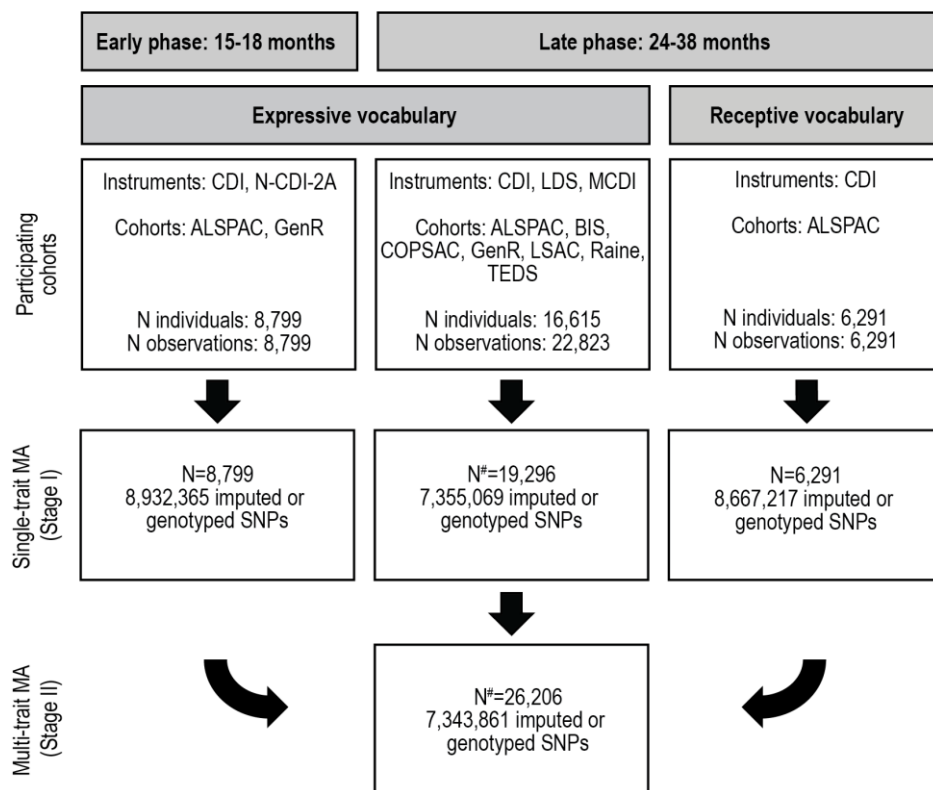 Early phase: 15-18 months
Late phase: 24-38 months
Expressive vocabulary
Receptive vocabulary
Participating
cohorts
Instruments: CDI, N-CDI-2A
Cohorts: ALSPAC, GenR
N individuals: 8,799
N observations: 8,799
Instruments: CDI, LDS, MCDI
Cohorts: ALSPAC, BIS,
COPSAC, GenR, LSAC, Raine,
TEDS
N individuals: 16,615
N observations: 22,823
Instruments: CDI
Cohorts: ALSPAC
N individuals: 6,291
N observations: 6,291
Single-trait MA
(Stage I)
N=8,799
8,932,365 imputed or
genotyped SNPs
N#=19,296
7,355,069 imputed or
genotyped SNPs
N=6,291
8,667,217 imputed or
genotyped SNPs
Multi-trait MA
(Stage II)
N#=26,206
7,343,861 imputed or
genotyped SNPs